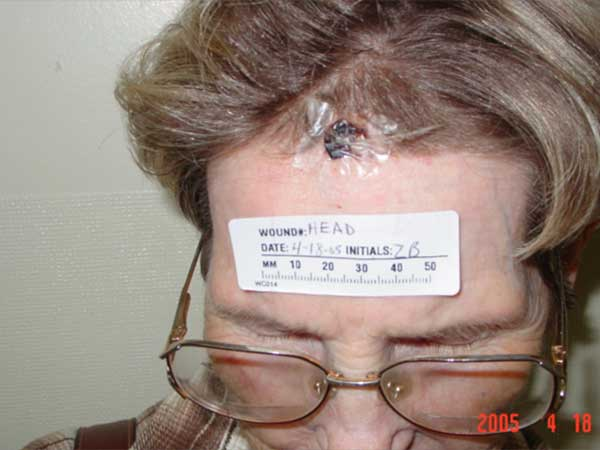 WOUND#: HEAD
DATE: 4-18-05 INITIALS: ZB
MM 10 20 30 40 50
WC014
2005 4 18